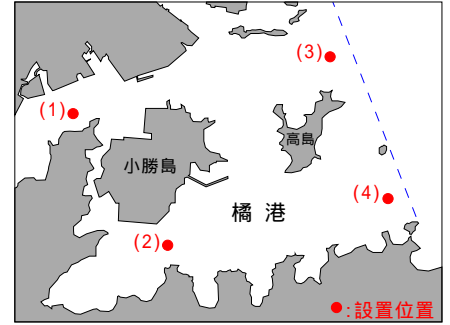 (3)
(1)
高島
小勝島
(4)
橘 港
(2)
●:設置位置